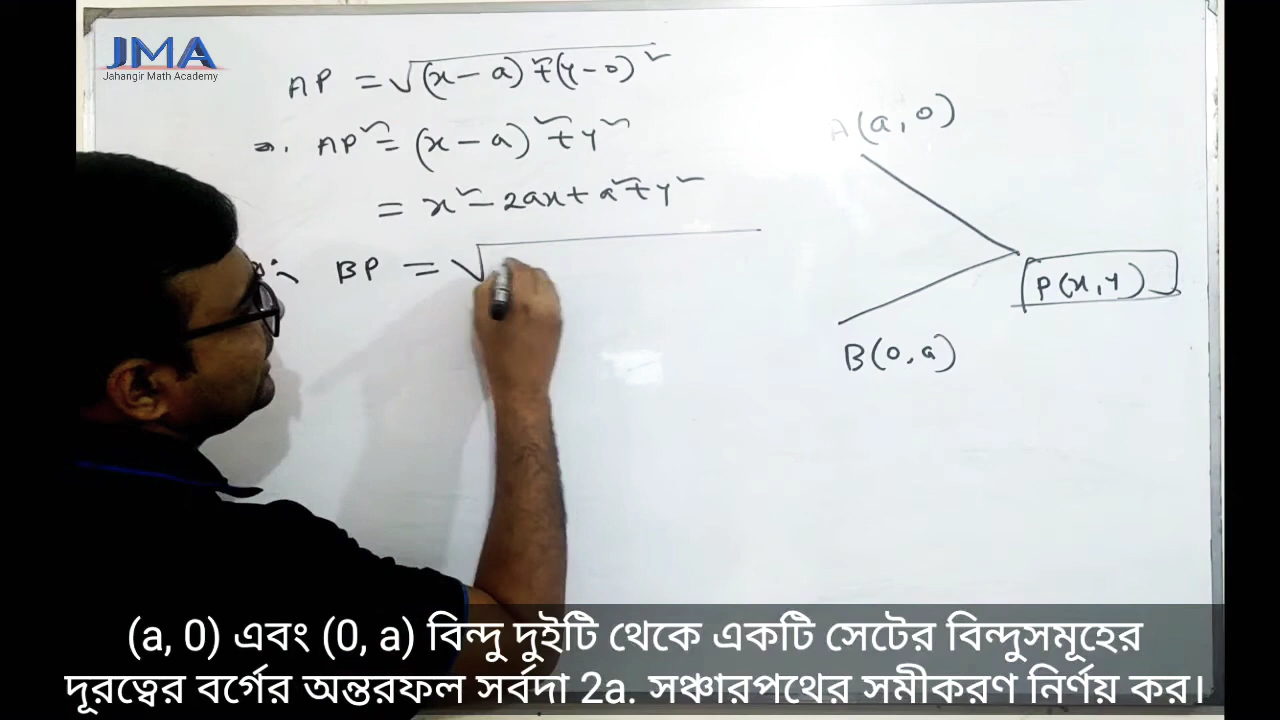 JMA
Jahangir Math Academy
AP = √(x-a)²+(y-0)²
∴ AP² = (x-a)²+y²
= x²-2ax+a²+y²
∴ BP = √
A(a,0)
P(x,y)
B(0,a)
(a, 0) এবং (0, a) বিন্দু দুইটি থেকে একটি সেটের বিন্দুসমূহের
দূরত্বের বর্গের অন্তরফল সর্বদা 2a. সঞ্চারপথের সমীকরণ নির্ণয় কর।